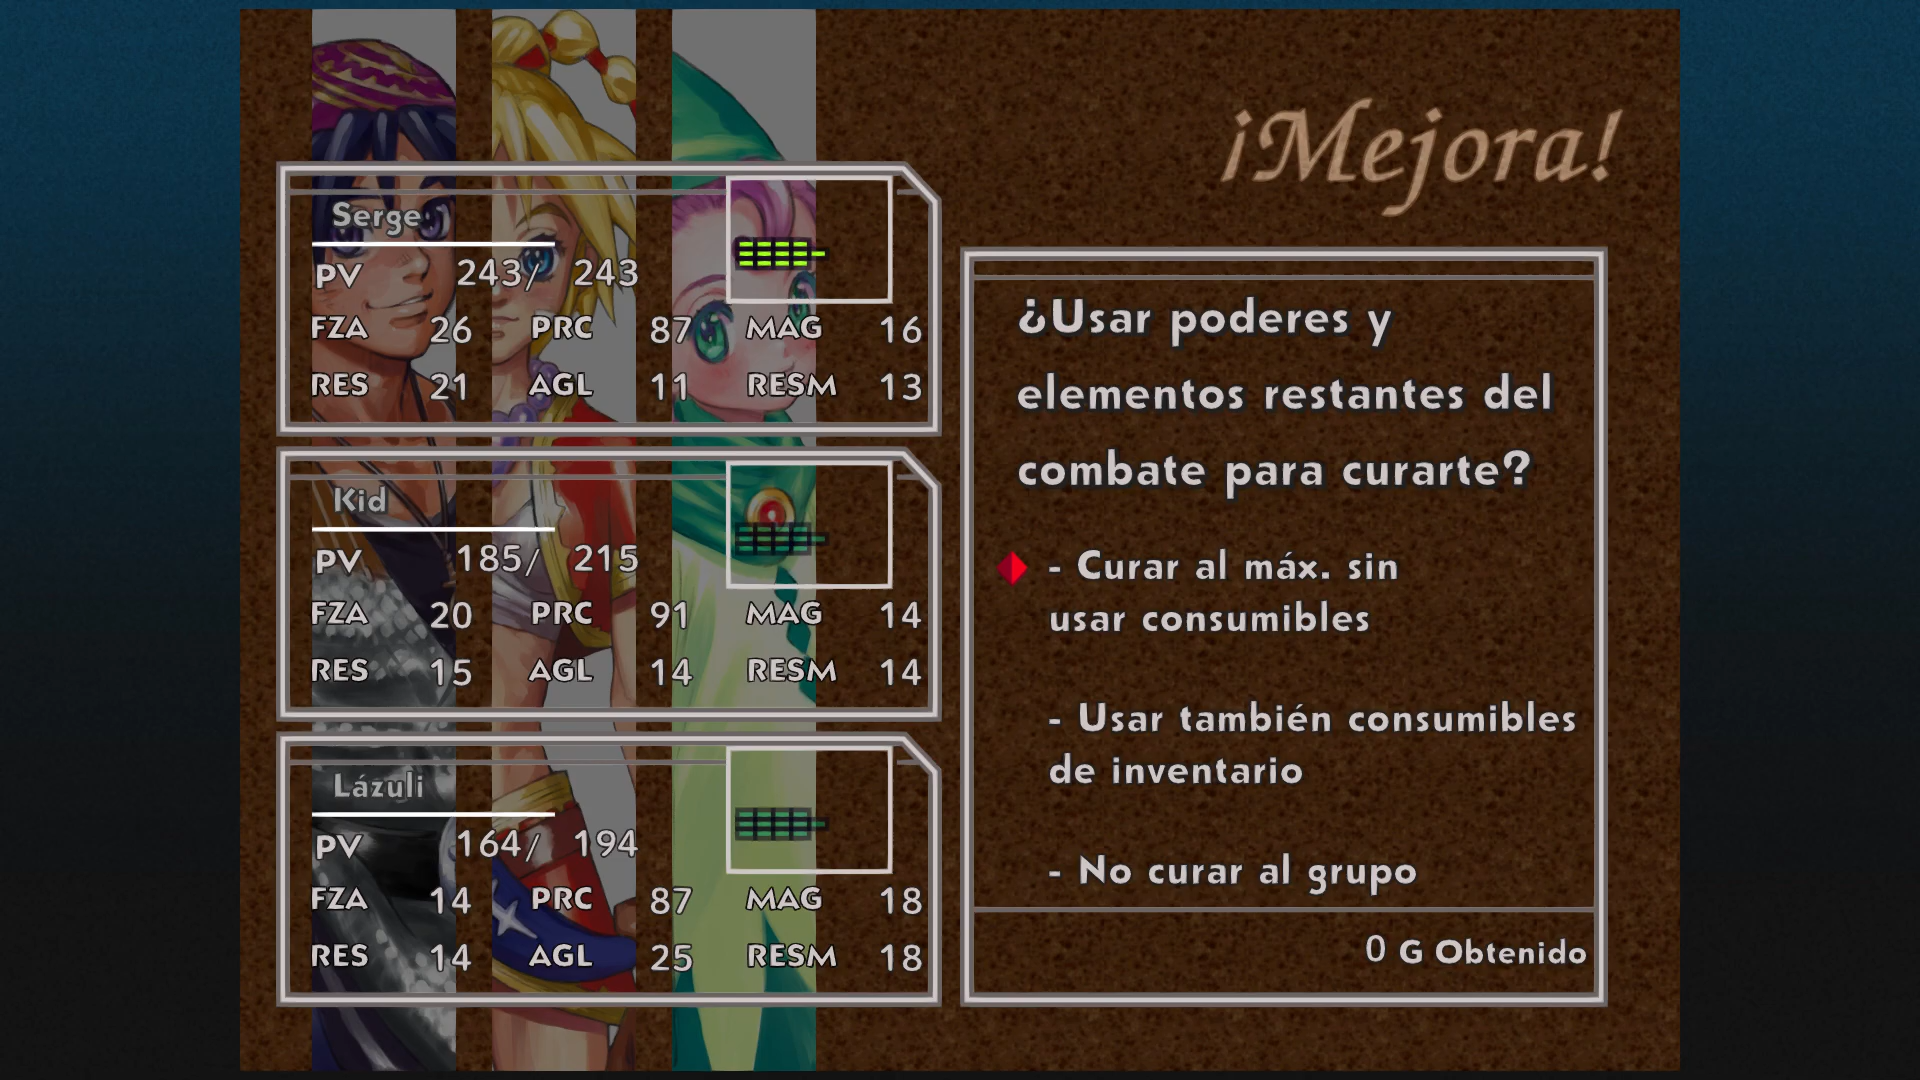 ¡Mejora!
Serge
PV 243/ 243
FZA 26 PRC 87 MAG 16
RES 21 AGL 11 RESM 13
Kid
PV 185/ 215
FZA 20 PRC 91 MAG 14
RES 15 AGL 14 RESM 14
Lázuli
PV 164/ 194
FZA 14 PRC 87 MAG 18
RES 14 AGL 25 RESM 18
¿Usar poderes y
elementos restantes del
combate para curarte?
- Curar al máx. sin
usar consumibles
- Usar también consumibles
de inventario
- No curar al grupo
0 G Obtenido